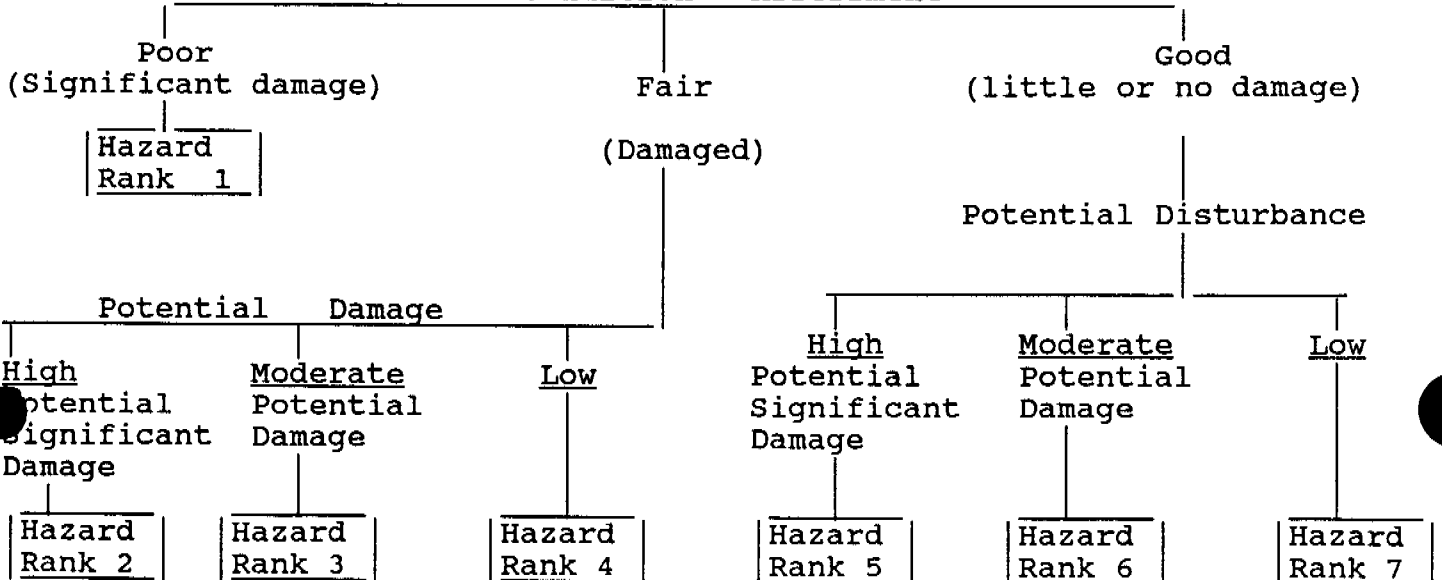 Poor
(Significant damage)
Hazard
Rank 1
Fair
(Damaged)
Good
(little or no damage)
Potential Disturbance
Potential Damage
High
Significant
Damage
Hazard
Rank 2
Moderate
Potential
Damage
Hazard
Rank 3
Low
Hazard
Rank 4
High
Potential
Significant
Damage
Hazard
Rank 5
Moderate
Potential
Damage
Hazard
Rank 6
Low
Hazard
Rank 7